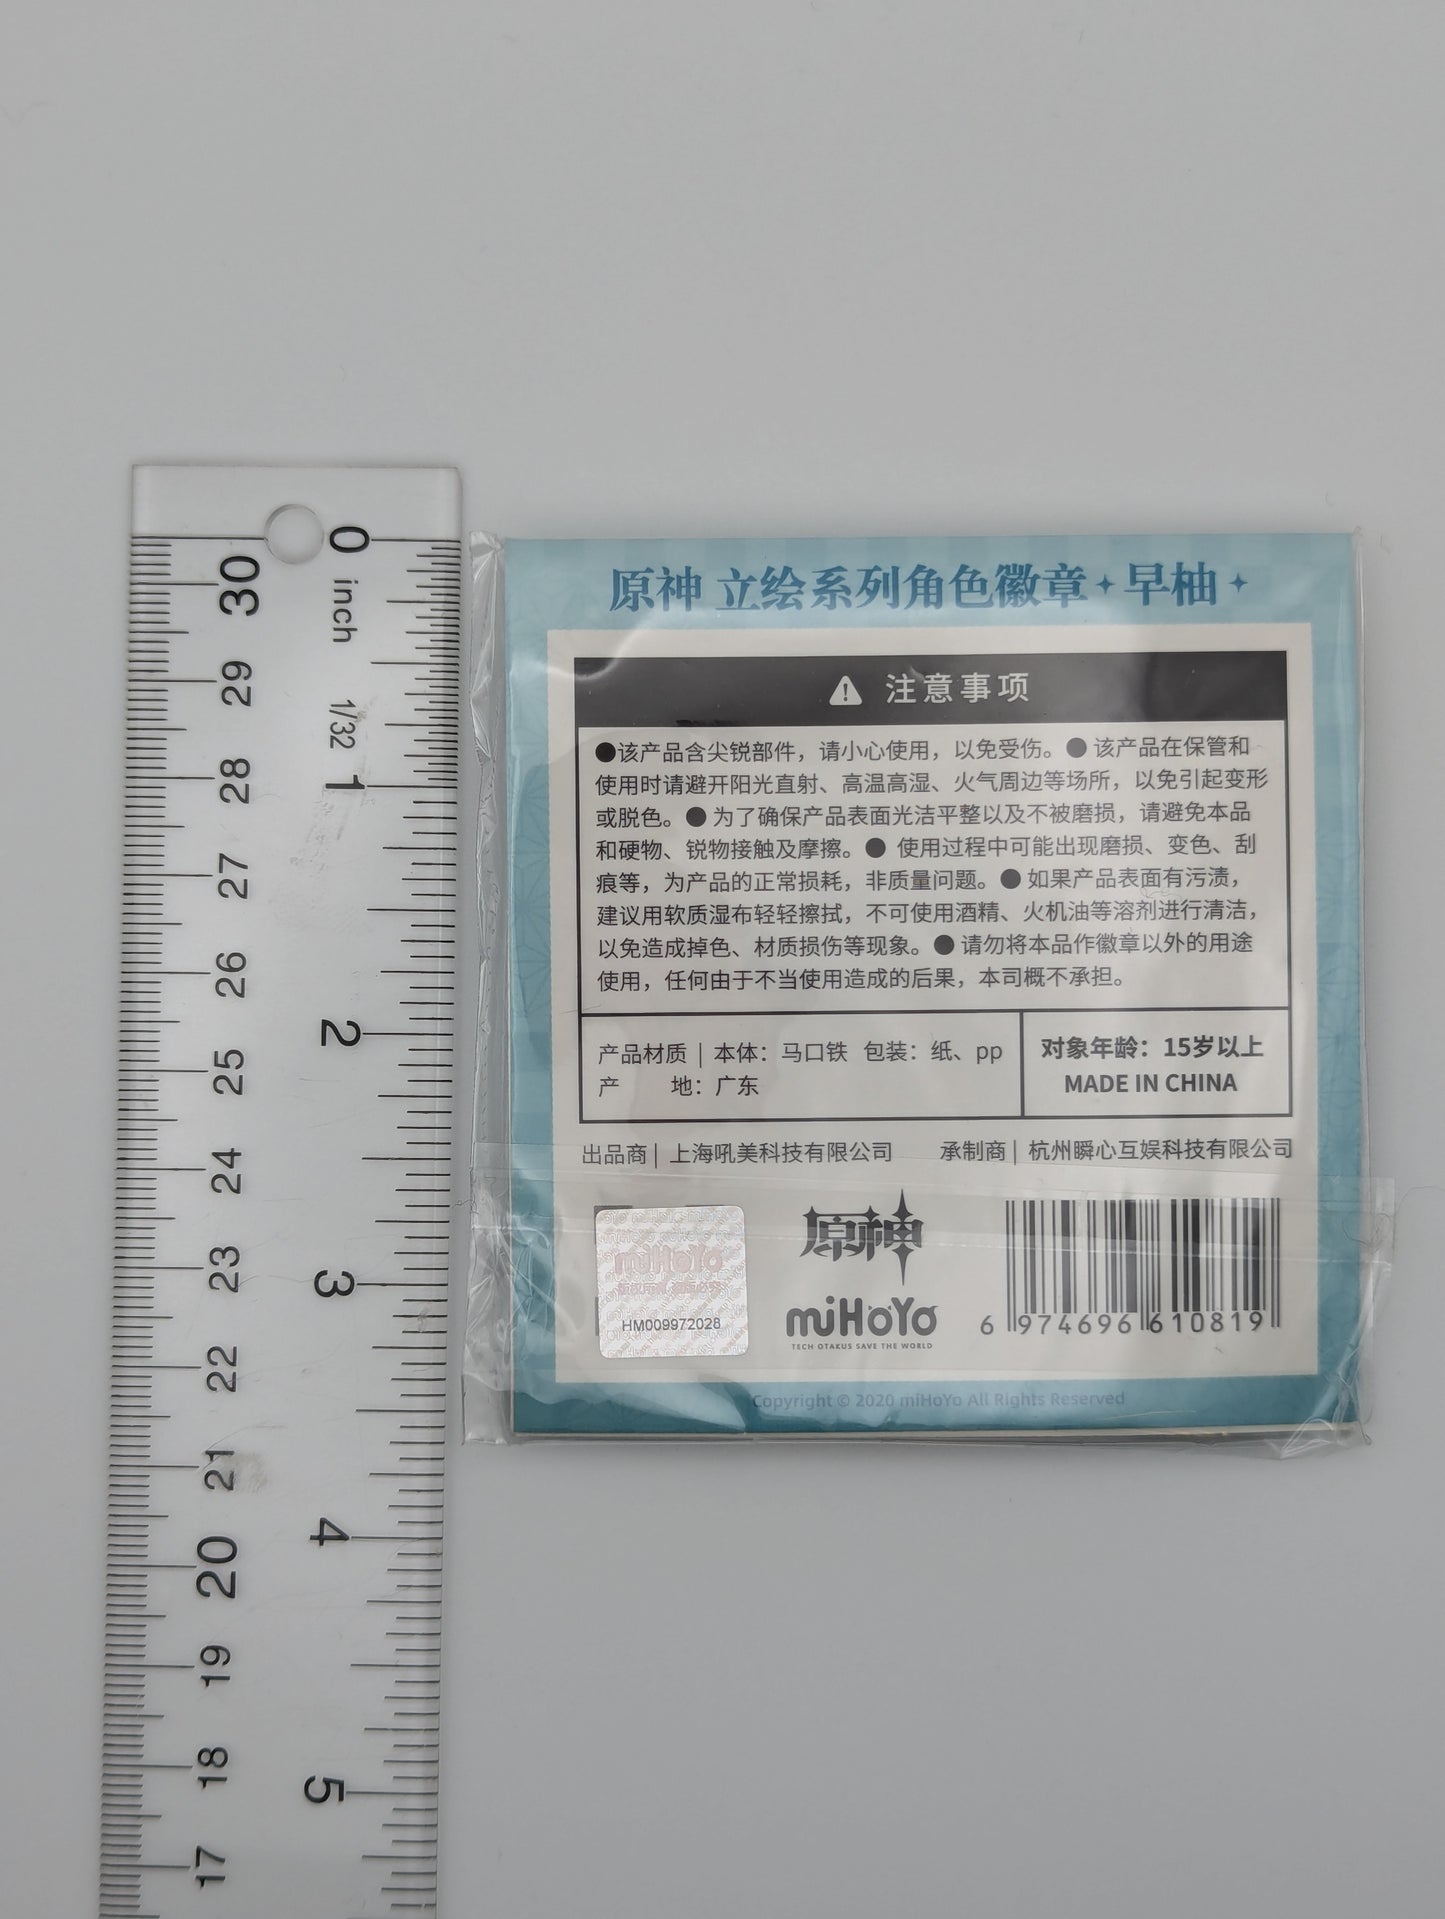 原神 立绘系列角色徽章✦早柚✦
注意事项
●该产品含尖锐部件，请小心使用，以免受伤。● 该产品在保管和
使用时请避开阳光直射、高温高湿、火气周边等场所，以免引起变形
或脱色。● 为了确保产品表面光洁平整以及不被磨损，请避免本品
和硬物、锐物接触及摩擦。● 使用过程中可能出现磨损、变色、刮
痕等，为产品的正常损耗，非质量问题。● 如果产品表面有污渍，
建议用软质湿布轻轻擦拭，不可使用酒精、火机油等溶剂进行清洁，
以免造成掉色、材质损伤等现象。● 请勿将本品作徽章以外的用途
使用，任何由于不当使用造成的后果，本司概不承担。
产品材质｜本体：马口铁 包装：纸、pp
产 地：广东
对象年龄：15岁以上
MADE IN CHINA
出品商｜上海吼美科技有限公司
承制商｜杭州瞬心互娱科技有限公司
miHoYo
HM009972028
原神
miHoYo
TECH OTAKUS SAVE THE WORLD
6 974696 610819
Copyright © 2020 miHoYo All Rights Reserved
0 inch 1/32 1 2 3 4 5
30 29 28 27 26 25 24 23 22 21 20 19 18 17